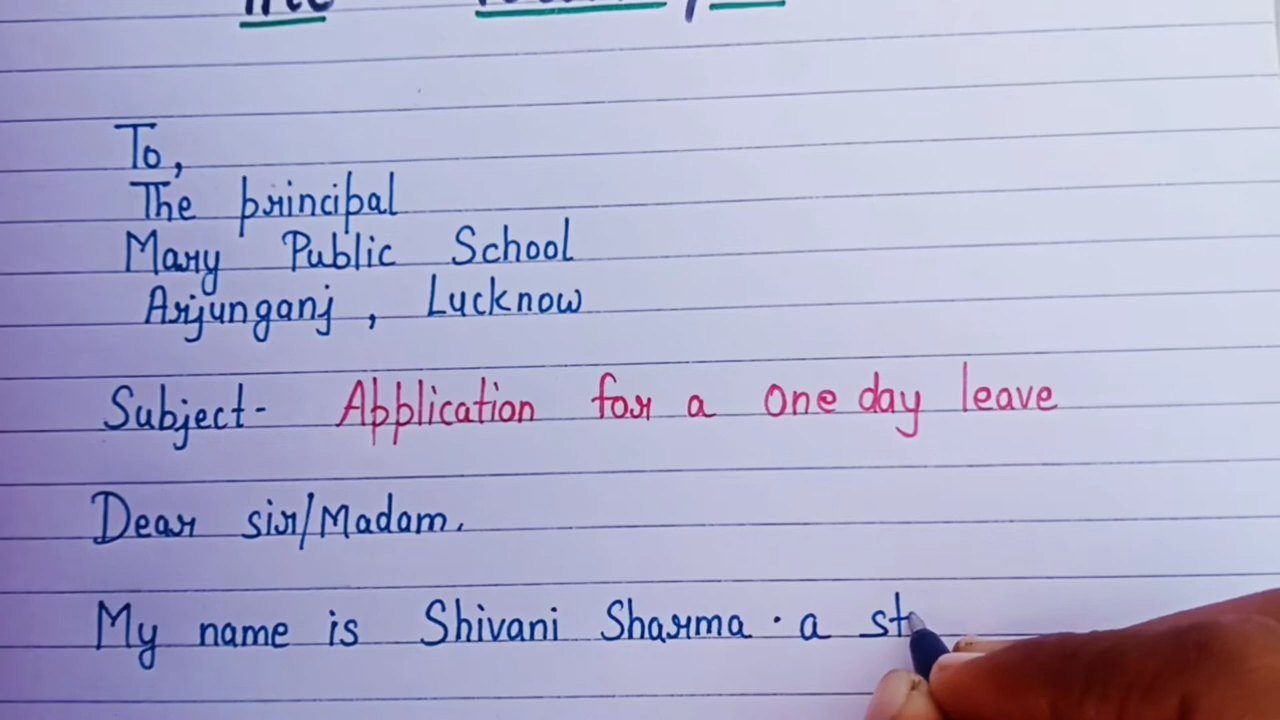 To,
The principal
Mary Public School
Arjunganj, Lucknow
Subject- Application for a one day leave
Dear sir/Madam.
My name is Shivani Sharma. a st